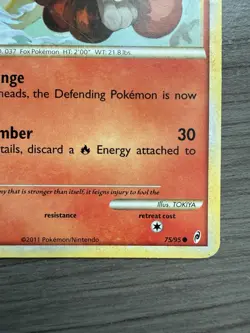 . 037 Fox Pokémon. HT: 2'00" WT: 21.8 lbs
nge
heads, the Defending Pokémon is now
mber 30
tails, discard a Energy attached to
my that is stronger than itself, it feigns injury to fool the
Illus. TOKIYA
resistance retreat cost
©2011 Pokémon/Nintendo 75/95 ●